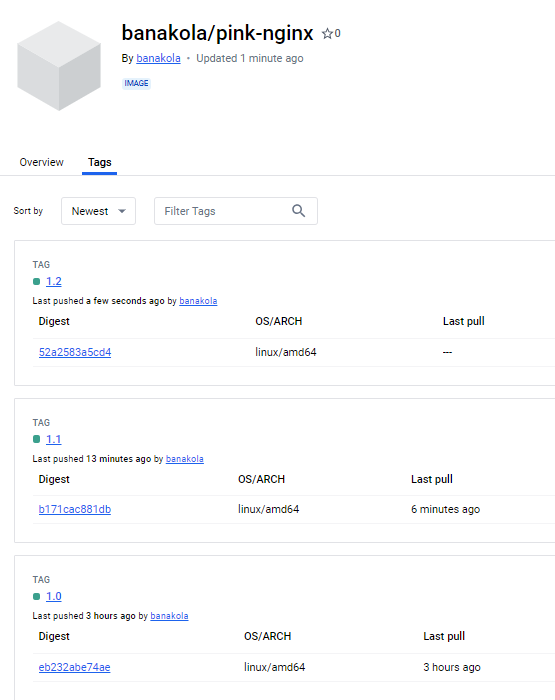 banakola/pink-nginx ☆0
By banakola • Updated 1 minute ago
IMAGE
Overview Tags
Sort by Newest Filter Tags
TAG
1.2
Last pushed a few seconds ago by banakola
Digest OS/ARCH Last pull
52a2583a5cd4 linux/amd64 ---
TAG
1.1
Last pushed 13 minutes ago by banakola
Digest OS/ARCH Last pull
b171cac881db linux/amd64 6 minutes ago
TAG
1.0
Last pushed 3 hours ago by banakola
Digest OS/ARCH Last pull
eb232abe74ae linux/amd64 3 hours ago